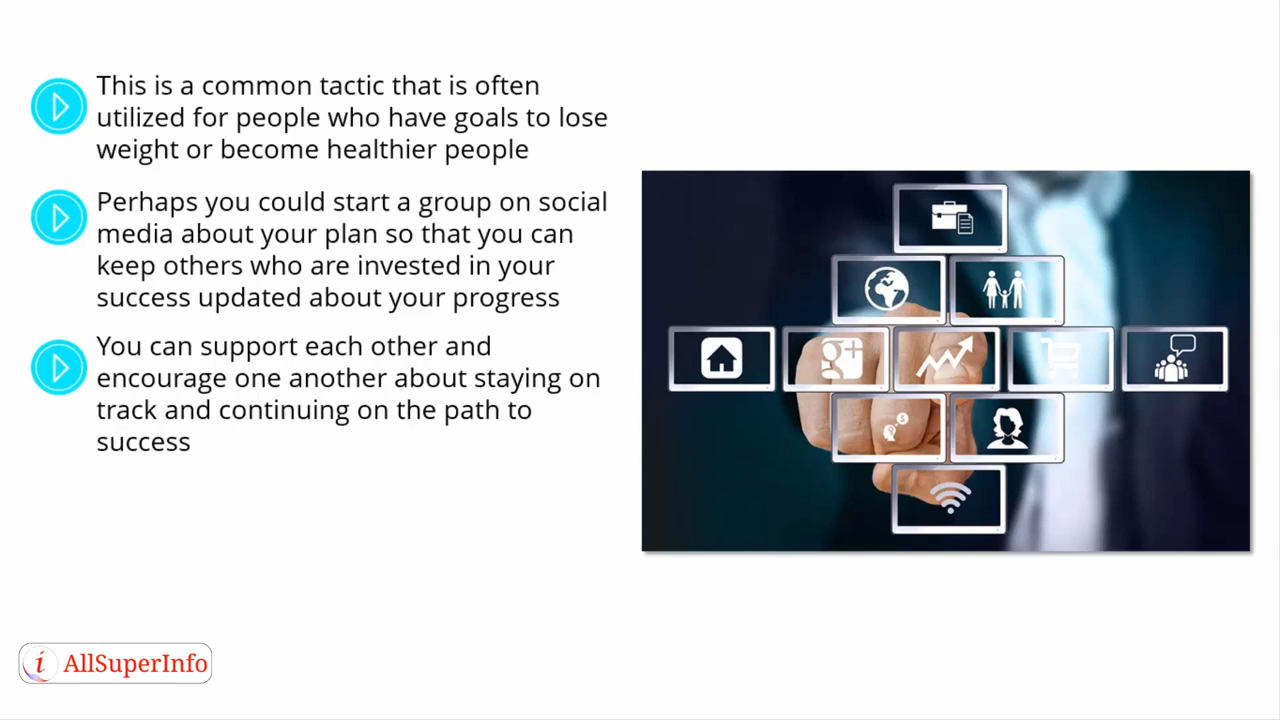 This is a common tactic that is often
utilized for people who have goals to lose
weight or become healthier people
Perhaps you could start a group on social
media about your plan so that you can
keep others who are invested in your
success updated about your progress
You can support each other and
encourage one another about staying on
track and continuing on the path to
success
i AllSuperInfo